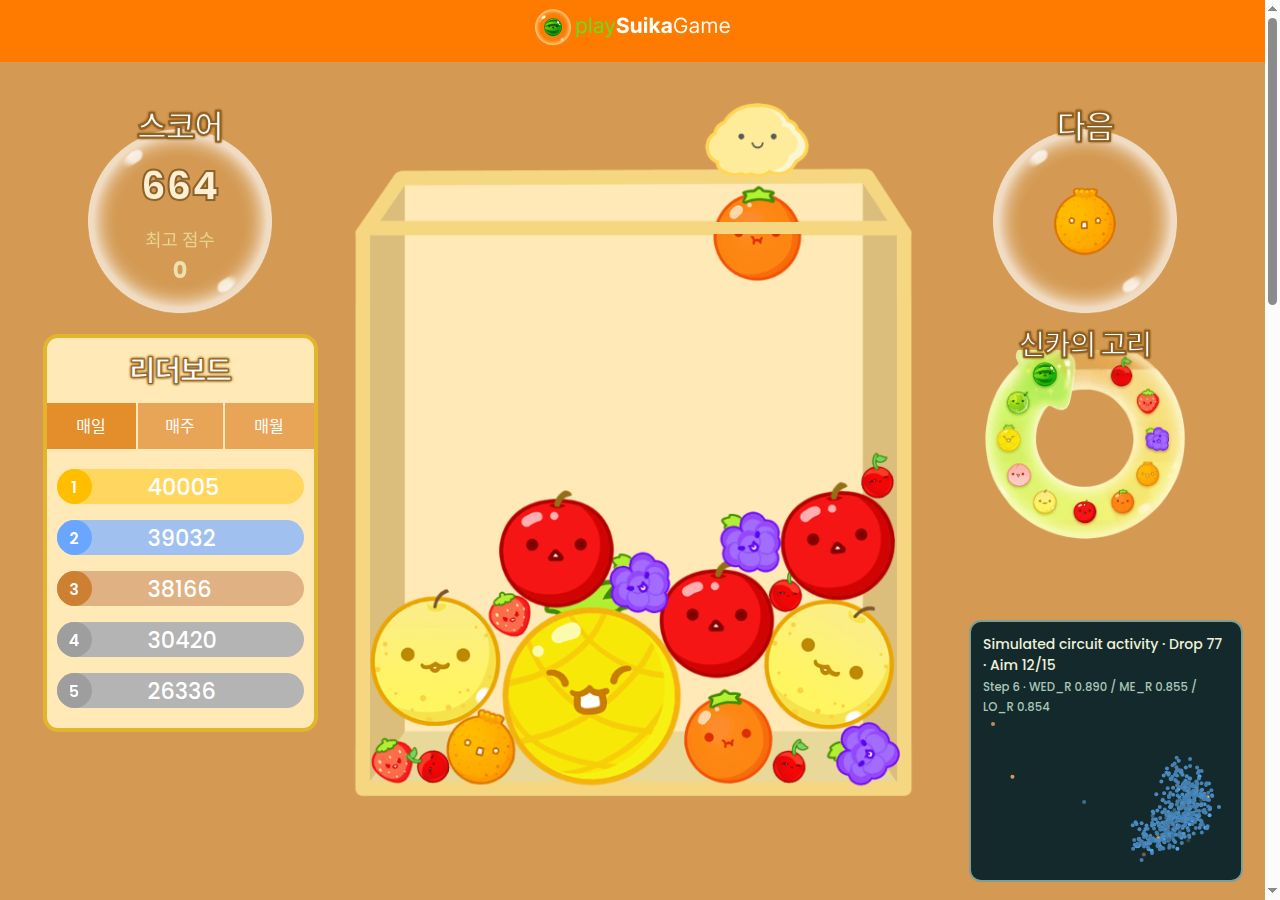 playSuikaGame
스코어
664
최고 점수
0
리더보드
매일 매주 매월
1 40005
2 39032
3 38166
4 30420
5 26336
다음
신카의 고리
Simulated circuit activity · Drop 77
· Aim 12/15
Step 6 · WED_R 0.890 / ME_R 0.855 /
LO_R 0.854